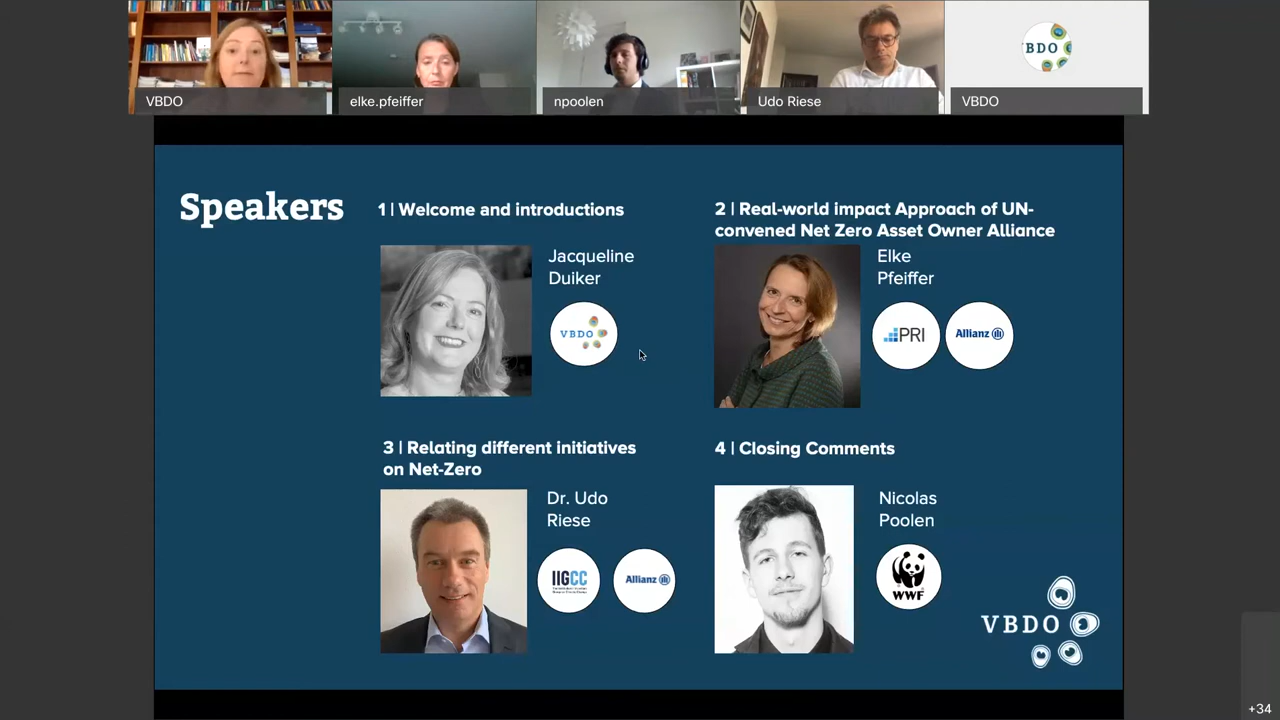 BDO
VBDO
elke.pfeiffer
npoolen
Udo Riese
VBDO
Speakers
1 | Welcome and introductions
Jacqueline
Duiker
VBDO
2 | Real-world impact Approach of UN-
convened Net Zero Asset Owner Alliance
Elke
Pfeiffer
PRI
Allianz
3 | Relating different initiatives
on Net-Zero
Dr. Udo
Riese
IIGCC
Allianz
4 | Closing Comments
Nicolas
Poolen
WWF
VBDO
+34